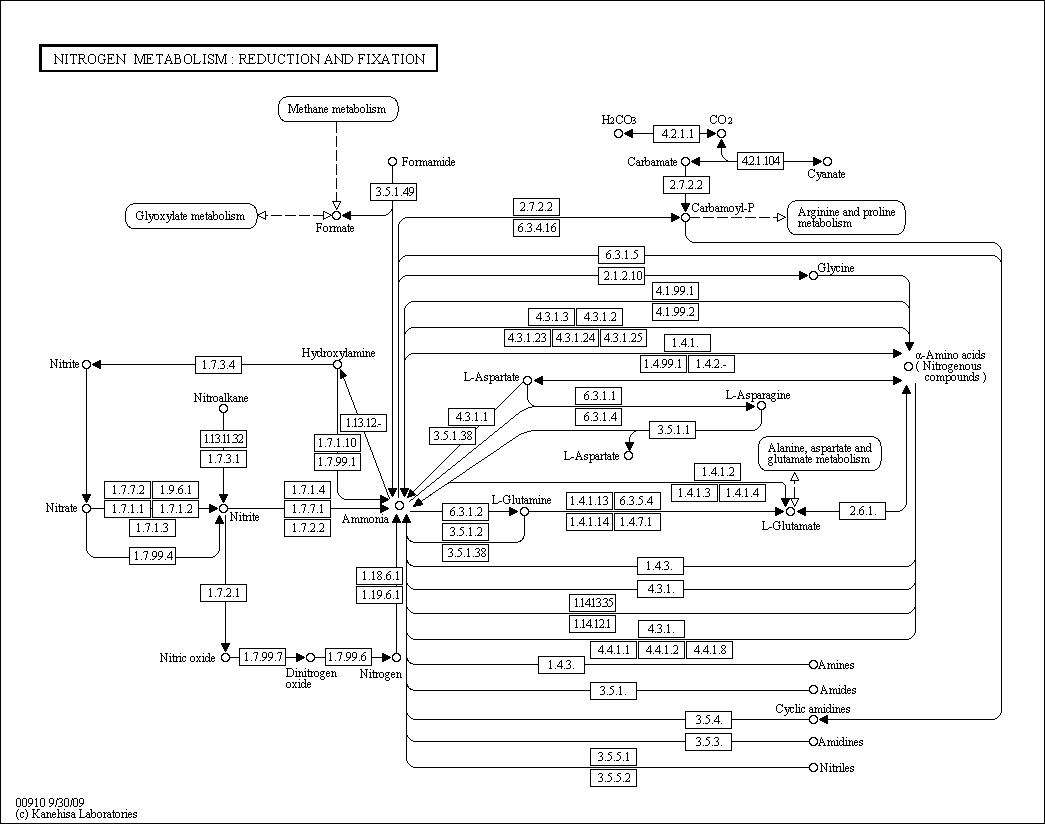 NITROGEN METABOLISM : REDUCTION AND FIXATION
Methane metabolism
H2CO3
CO2
4.2.1.1
Formamide
Carbamate
4.2.1.104
Cyanate
3.5.1.49
2.7.2.2
Glyoxylate metabolism
Formate
2.7.2.2
6.3.4.16
Carbamoyl-P
Arginine and proline
metabolism
6.3.1.5
2.1.2.10
Glycine
4.1.99.1
4.1.99.2
4.3.1.3
4.3.1.2
4.3.1.23
4.3.1.24
4.3.1.25
1.4.1.
1.4.99.1
1.4.2.-
Nitrite
1.7.3.4
Hydroxylamine
α-Amino acids
( Nitrogenous
compounds )
L-Aspartate
Nitroalkane
1.13.12.-
4.3.1.1
3.5.1.38
6.3.1.1
6.3.1.4
L-Asparagine
1.13.11.32
1.7.3.1
1.7.1.10
1.7.99.1
3.5.1.1
L-Aspartate
Alanine, aspartate and
glutamate metabolism
1.4.1.2
1.4.1.3
1.4.1.4
Nitrate
1.7.7.2
1.9.6.1
1.7.1.1
1.7.1.2
1.7.1.3
Nitrite
1.7.1.4
1.7.7.1
1.7.2.2
Ammonia
6.3.1.2
3.5.1.2
3.5.1.38
L-Glutamine
1.4.1.13
6.3.5.4
1.4.1.14
1.4.7.1
L-Glutamate
2.6.1.
1.7.99.4
1.7.2.1
1.18.6.1
1.19.6.1
1.4.3.
4.3.1.
1.14.13.35
1.14.12.1
4.3.1.
4.4.1.1
4.4.1.2
4.4.1.8
Nitric oxide
1.7.99.7
Dinitrogen
oxide
1.7.99.6
Nitrogen
1.4.3.
Amines
3.5.1.
Amides
Cyclic amidines
3.5.4.
3.5.3.
Amidines
3.5.5.1
3.5.5.2
Nitriles
00910 9/30/09
(c) Kanehisa Laboratories